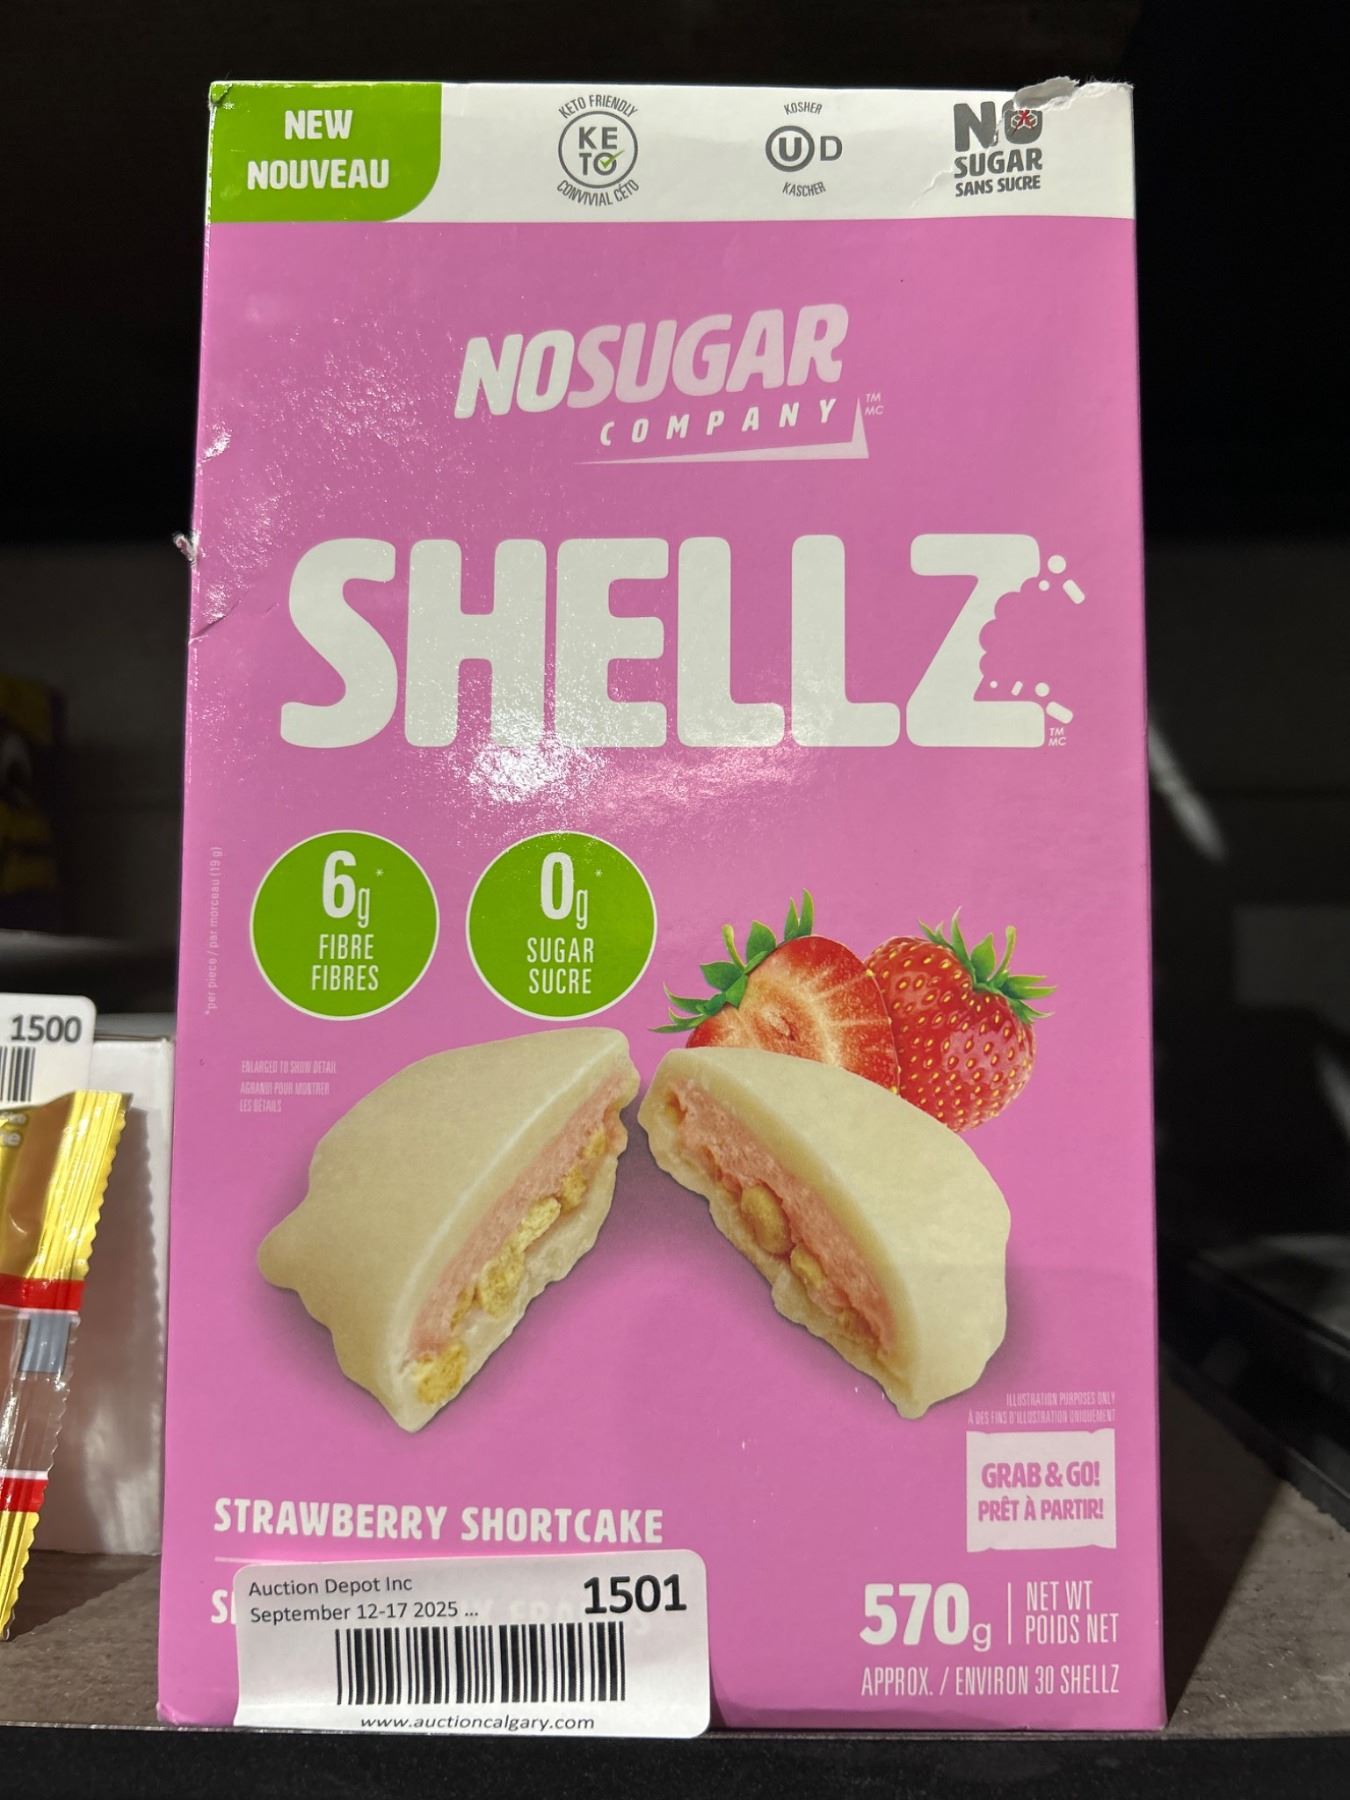 NEW
NOUVEAU
KETO FRIENDLY
KE
TO
CONVIVIAL CÉTO
KOSHER
U D
KASCHER
NO
SUGAR
SANS SUCRE
NOSUGAR
COMPANY
TM
MC
SHELLZ
TM
MC
6g*
FIBRE
FIBRES
0g*
SUGAR
SUCRE
*per piece / par morceau (19 g)
ENLARGED TO SHOW DETAIL
AGRANDI POUR MONTRER
LES DÉTAILS
ILLUSTRATION PURPOSES ONLY
À DES FINS D'ILLUSTRATION UNIQUEMENT
GRAB & GO!
PRÊT À PARTIR!
STRAWBERRY SHORTCAKE
570g
NET WT
POIDS NET
APPROX. / ENVIRON 30 SHELLZ
Auction Depot Inc
September 12-17 2025 ...
1501
www.auctioncalgary.com
1500